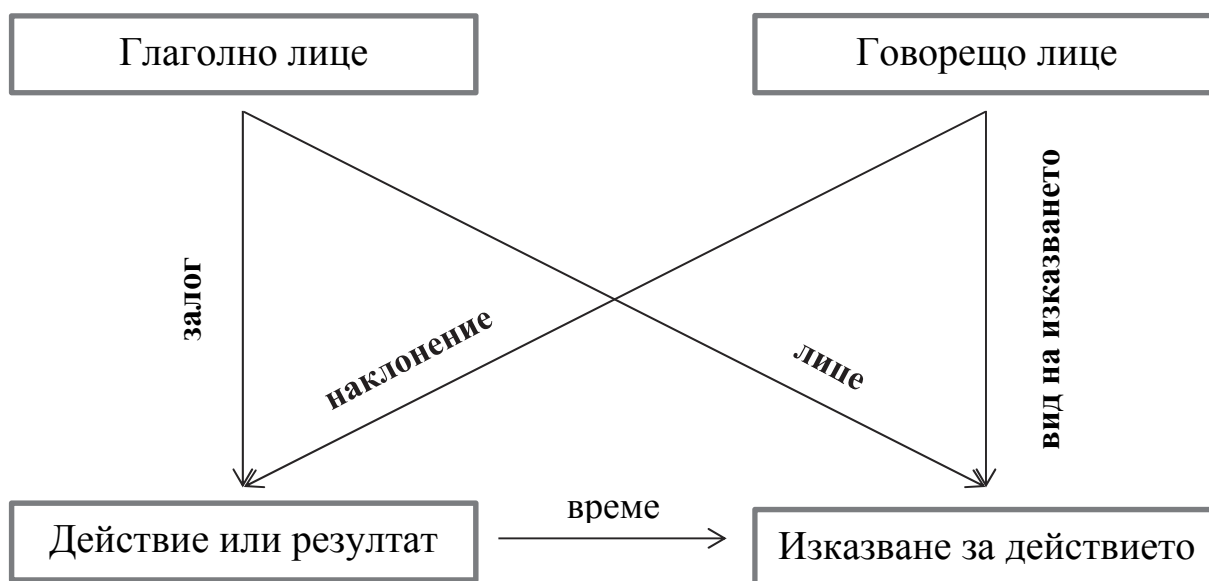 Глаголно лице
Говорещо лице
залог
наклонение
лице
вид на изказването
Действие или резултат
време
Изказване за действието